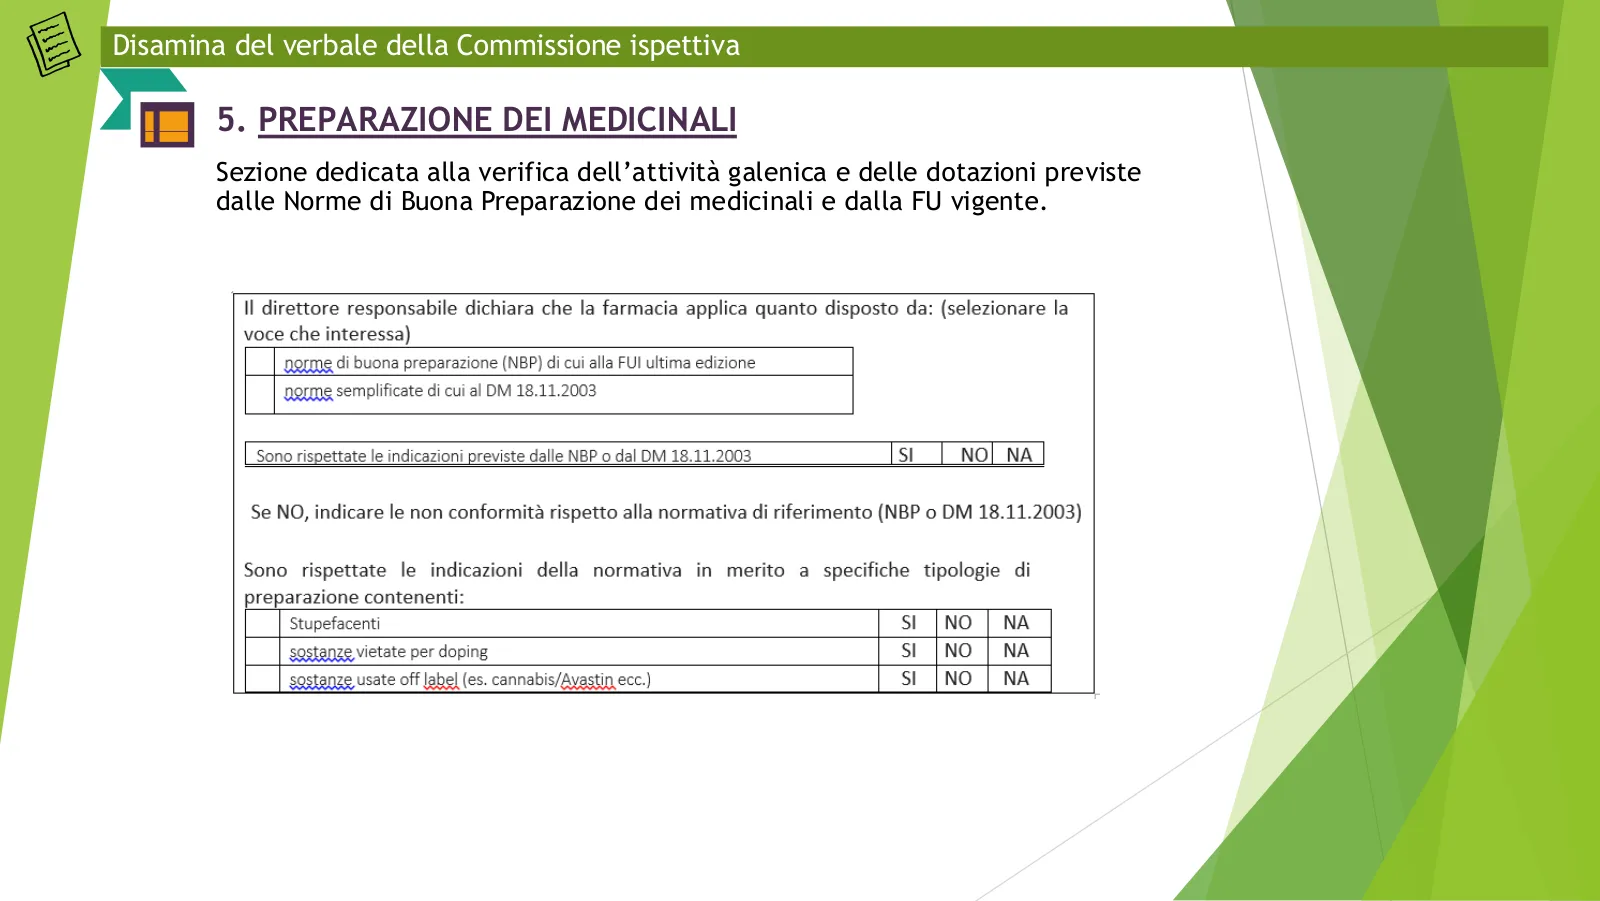 Disamina del verbale della Commissione ispettiva
5. PREPARAZIONE DEI MEDICINALI
Sezione dedicata alla verifica dell’attività galenica e delle dotazioni previste
dalle Norme di Buona Preparazione dei medicinali e dalla FU vigente.
Il direttore responsabile dichiara che la farmacia applica quanto disposto da: (selezionare la
voce che interessa)
norme di buona preparazione (NBP) di cui alla FUI ultima edizione
norme semplificate di cui al DM 18.11.2003
Sono rispettate le indicazioni previste dalle NBP o dal DM 18.11.2003 SI NO NA
Se NO, indicare le non conformità rispetto alla normativa di riferimento (NBP o DM 18.11.2003)
Sono rispettate le indicazioni della normativa in merito a specifiche tipologie di
preparazione contenenti:
Stupefacenti SI NO NA
sostanze vietate per doping SI NO NA
sostanze usate off label (es. cannabis/Avastin ecc.) SI NO NA